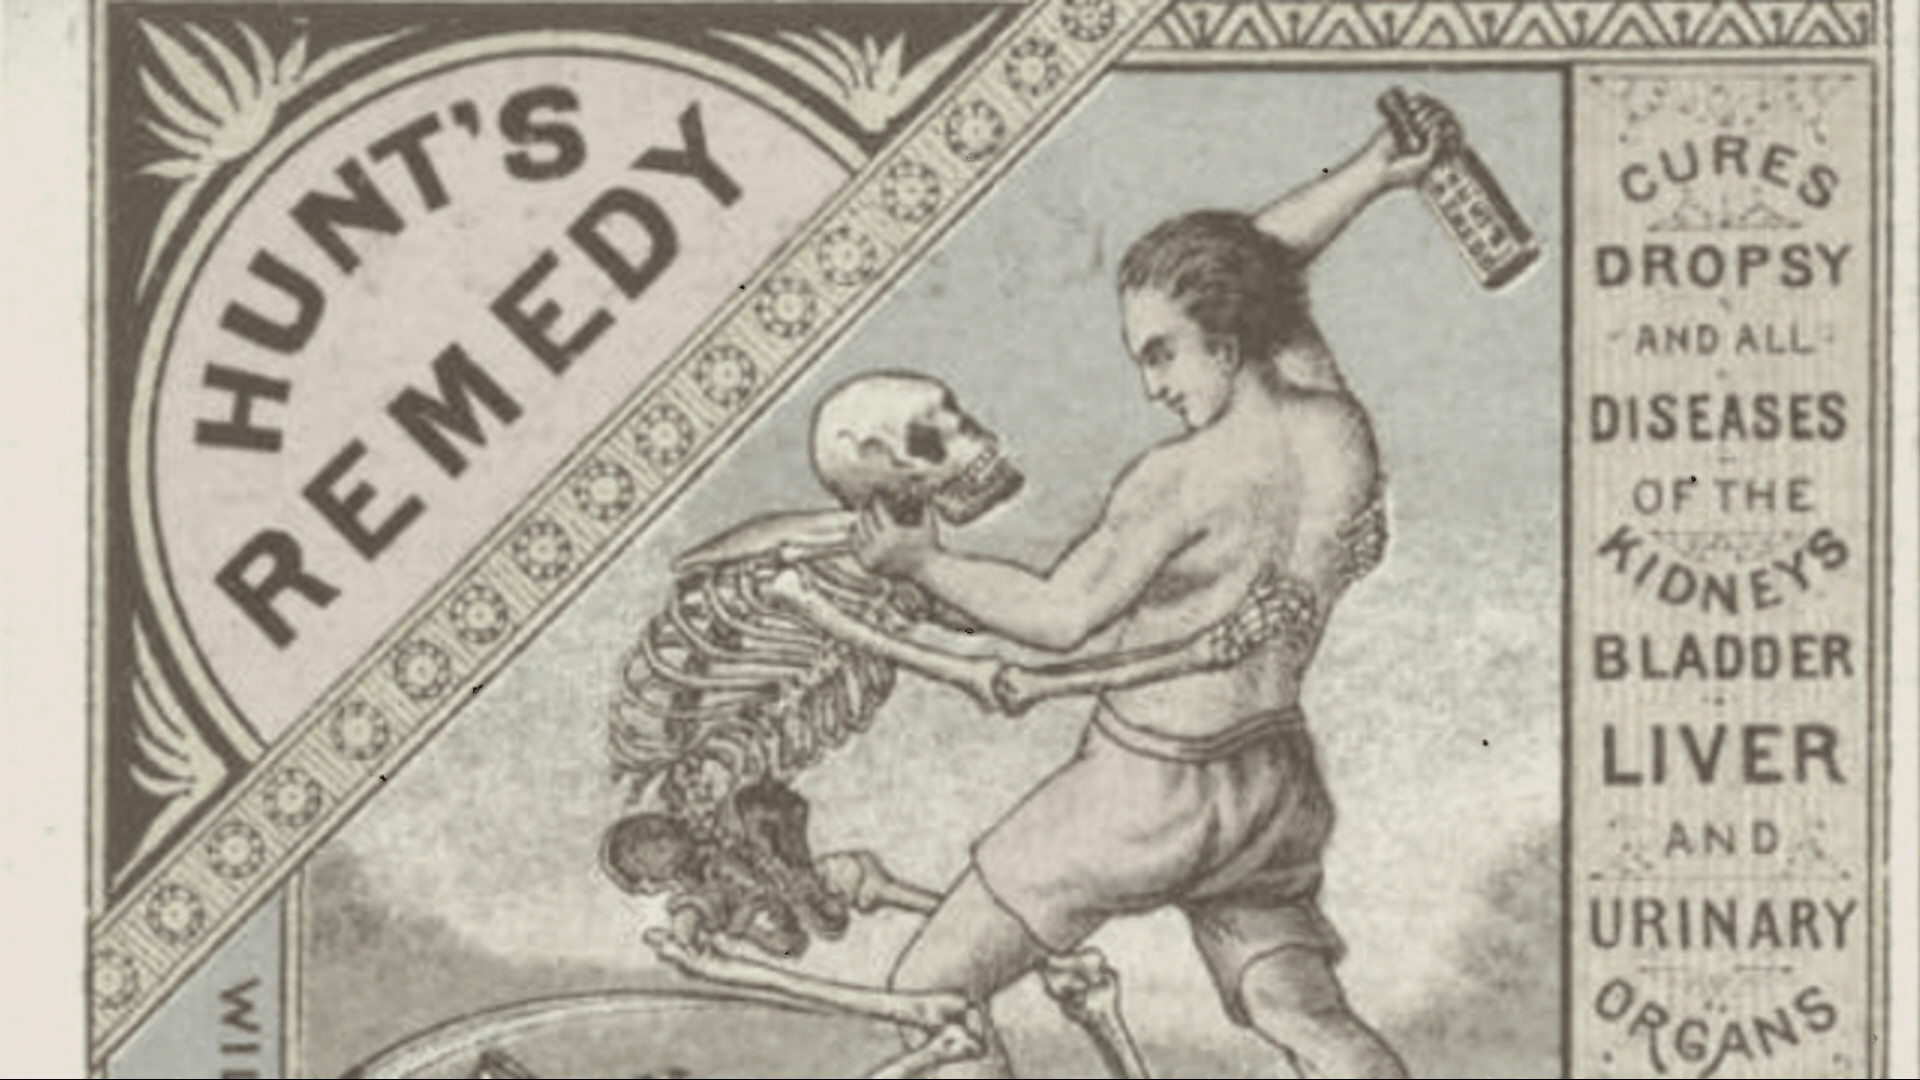 HUNT'S
REMEDY
CURES
DROPSY
AND ALL
DISEASES
OF THE
KIDNEYS
BLADDER
LIVER
AND
URINARY
ORGANS